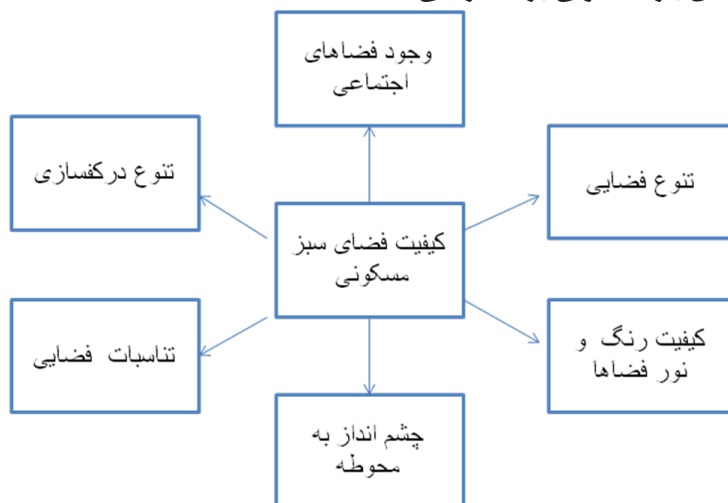 وجود فضاهای
اجتماعی
تنوع فضایی
تنوع درکفسازی
کیفیت فضای سبز
مسکونی
کیفیت رنگ و
نور فضاها
تناسبات فضایی
چشم انداز به
محوطه